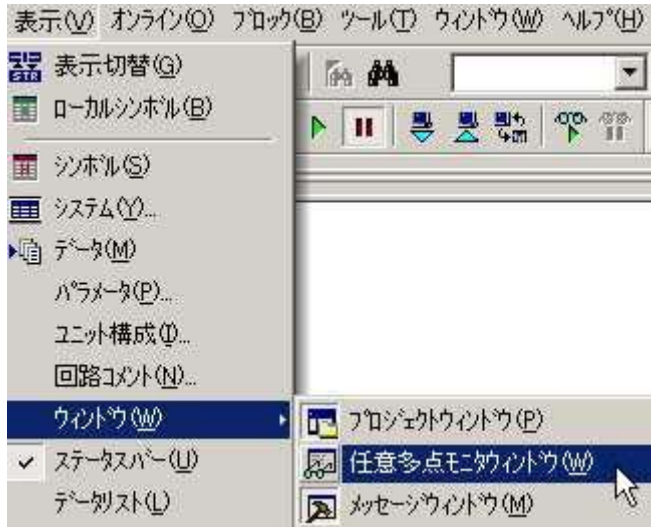 表示(V) オンライン(O) ブロック(B) ツール(T) ウィンドウ(W) ヘルプ(H)
STR 表示切替(G)
ローカルシンボル(B)
シンボル(S)
システム(Y)...
データ(M)
パラメータ(P)...
ユニット構成(I)...
回路コメント(N)...
ウィンドウ(W) プロジェクトウィンドウ(P)
ステータスバー(U) 任意多点モニタウィンドウ(W)
データリスト(L) メッセージウィンドウ(M)